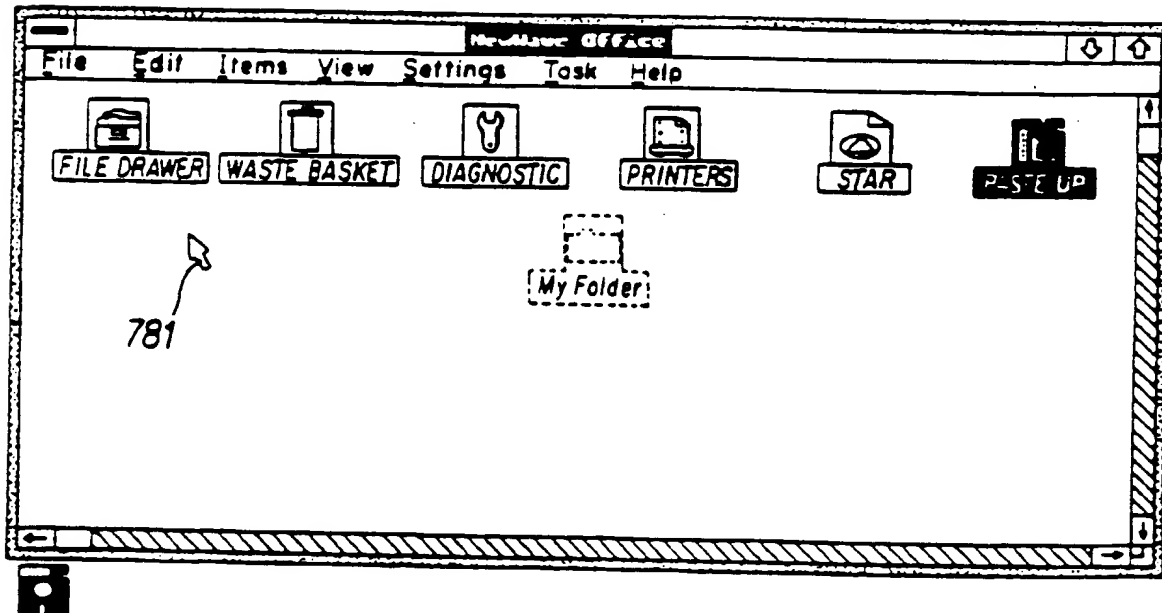 NewWave Office
File Edit Items View Settings Task Help
FILE DRAWER WASTE BASKET DIAGNOSTIC PRINTERS STAR PASTE UP
My Folder
781